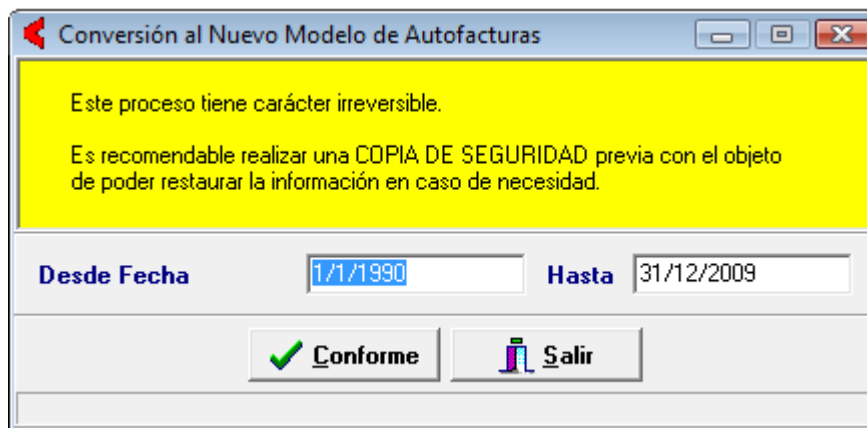 Conversión al Nuevo Modelo de Autofacturas
Este proceso tiene carácter irreversible.
Es recomendable realizar una COPIA DE SEGURIDAD previa con el objeto
de poder restaurar la información en caso de necesidad.
Desde Fecha 1/1/1990 Hasta 31/12/2009
Conforme Salir